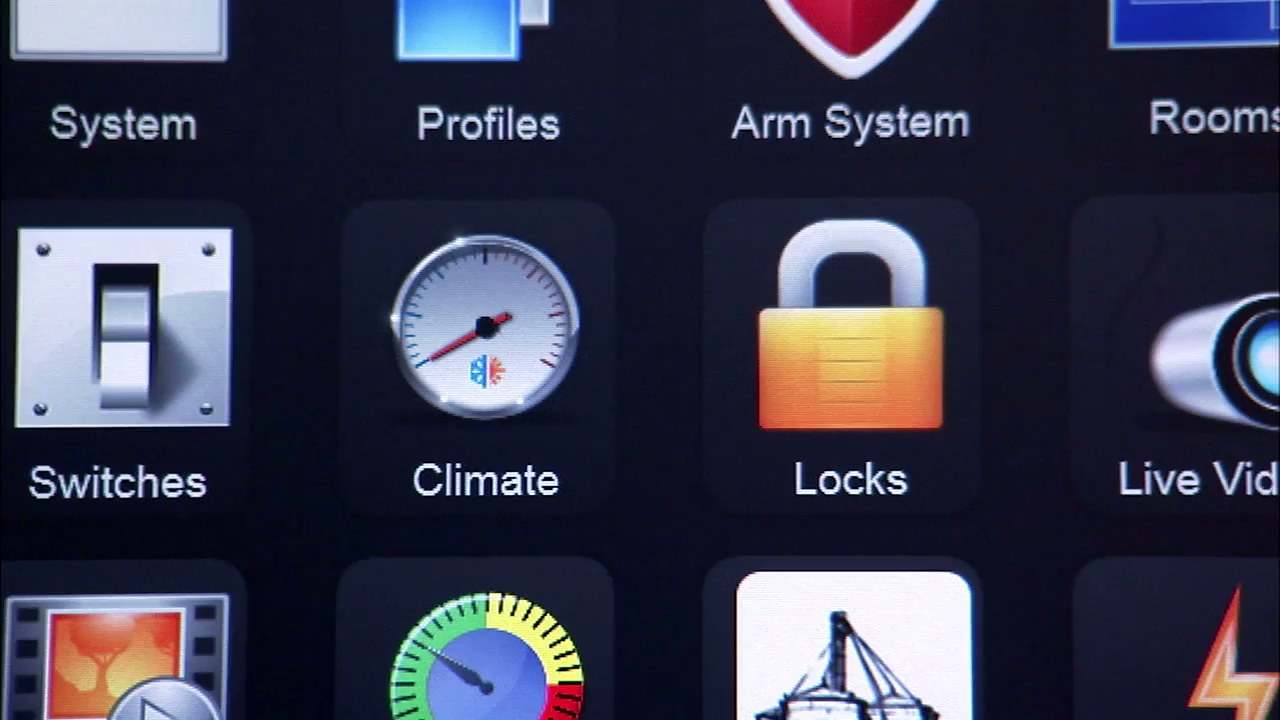 System
Profiles
Arm System
Rooms
Switches
Climate
Locks
Live Vid